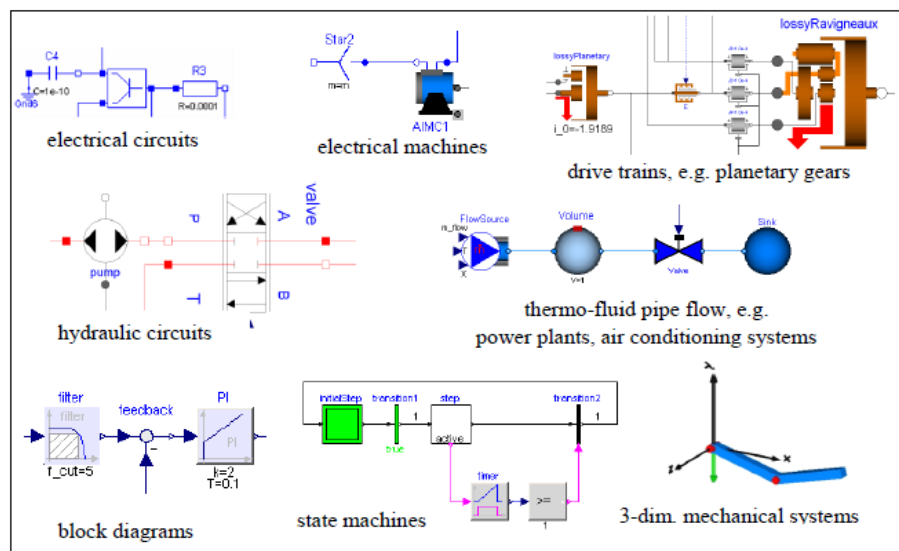 C4
C=1e-10
Gnd6
R3
R=0.0001
electrical circuits
Star2
m=m
AIMC1
electrical machines
lossyPlanetary
i_0=-1.9189
lossyRavigneaux
drive trains, e.g. planetary gears
pump
P
T
A
B
valve
hydraulic circuits
FlowSource
m_flow
T
X
Volume
V=1
Valve
Sink
thermo-fluid pipe flow, e.g.
power plants, air conditioning systems
filter
filter
f_cut=5
feedback
-
PI
PI
k=2
T=0.1
block diagrams
initialStep
transition1
1
true
step
active
transition2
1
timer
>=
1
state machines
y
x
z
3-dim. mechanical systems